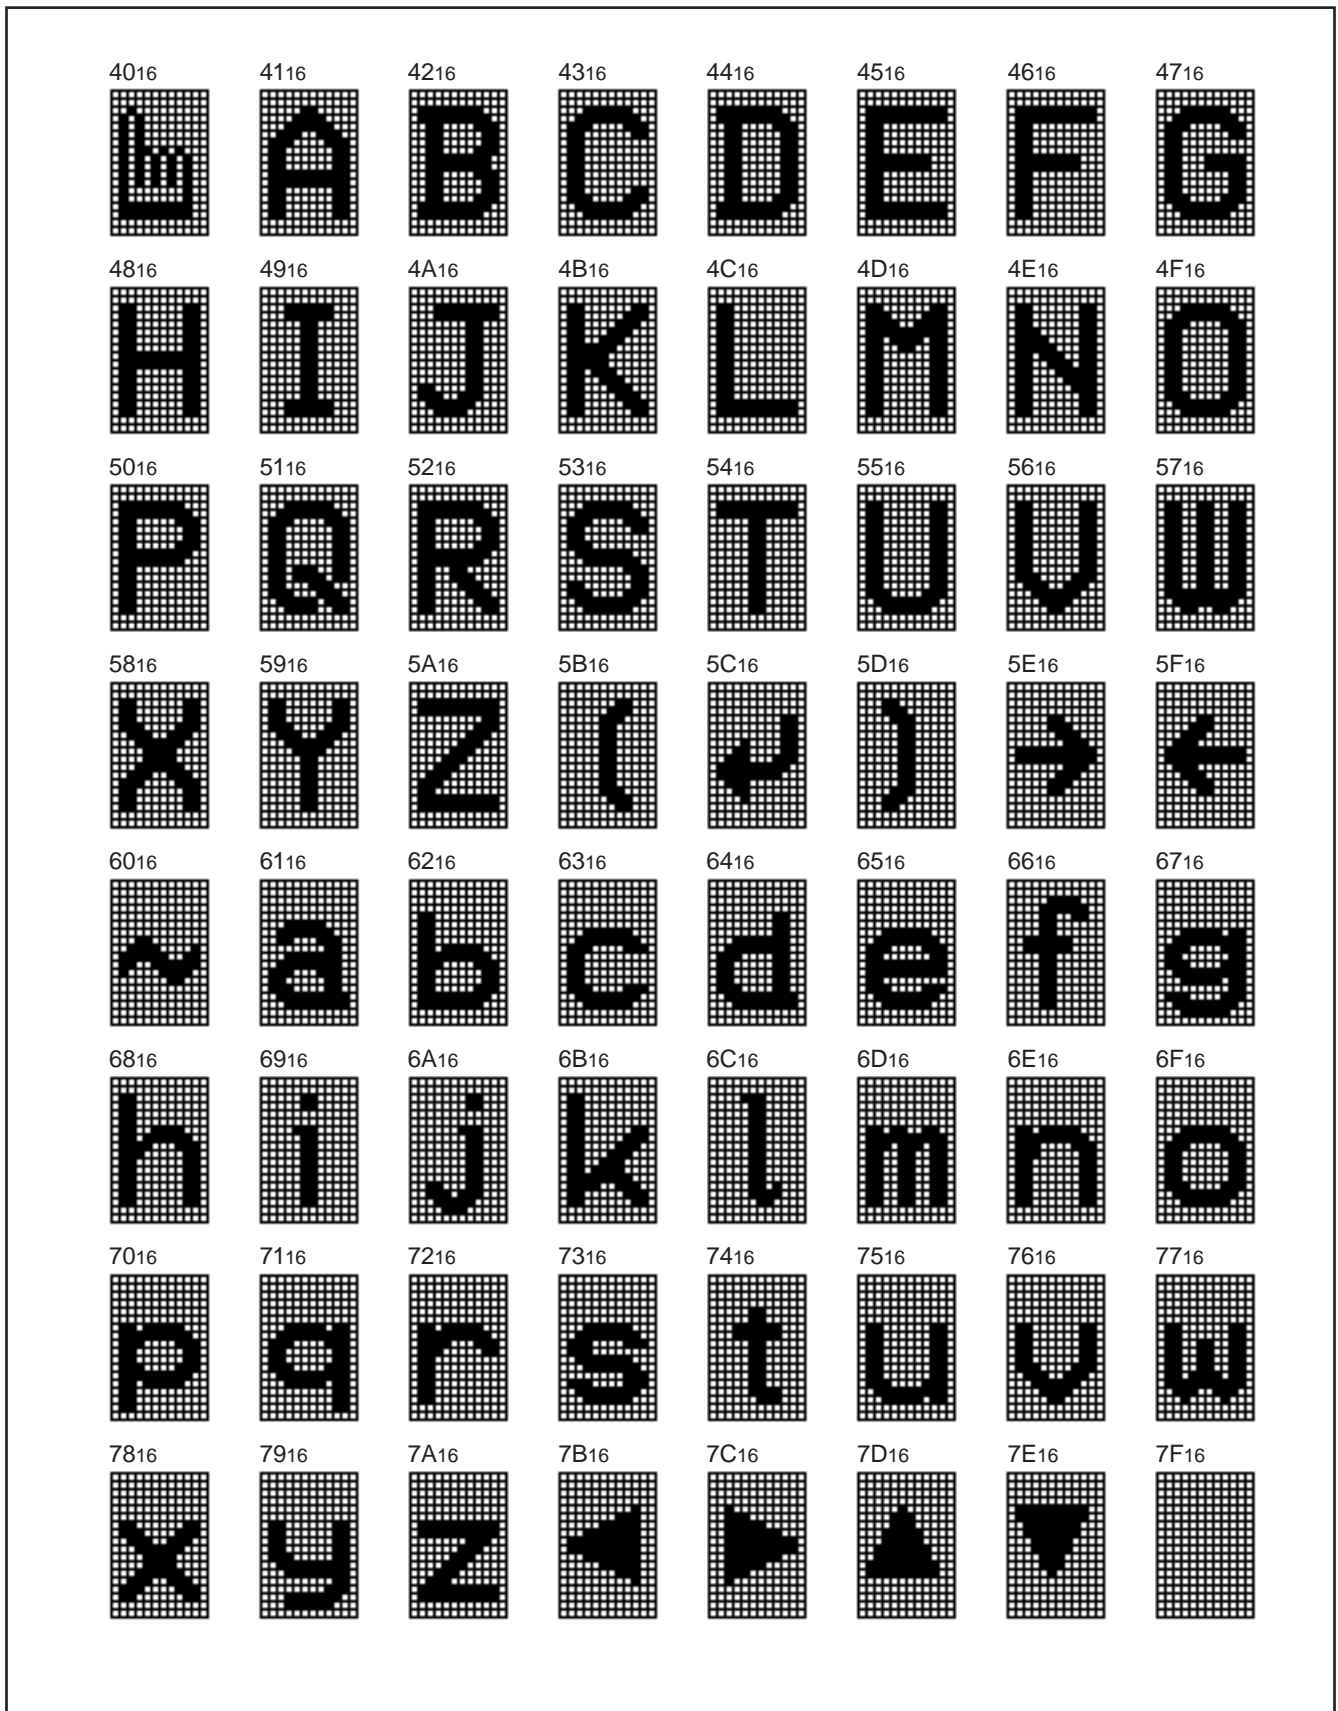 4016 4116 4216 4316 4416 4516 4616 4716
A B C D E F G
4816 4916 4A16 4B16 4C16 4D16 4E16 4F16
H I J K L M N O
5016 5116 5216 5316 5416 5516 5616 5716
P Q R S T U V W
5816 5916 5A16 5B16 5C16 5D16 5E16 5F16
X Y Z ( ↲ ) → ←
6016 6116 6216 6316 6416 6516 6616 6716
~ a b c d e f g
6816 6916 6A16 6B16 6C16 6D16 6E16 6F16
h i j k l m n o
7016 7116 7216 7316 7416 7516 7616 7716
p q r s t u v w
7816 7916 7A16 7B16 7C16 7D16 7E16 7F16
x y z ◀ ▶ ▲ ▼